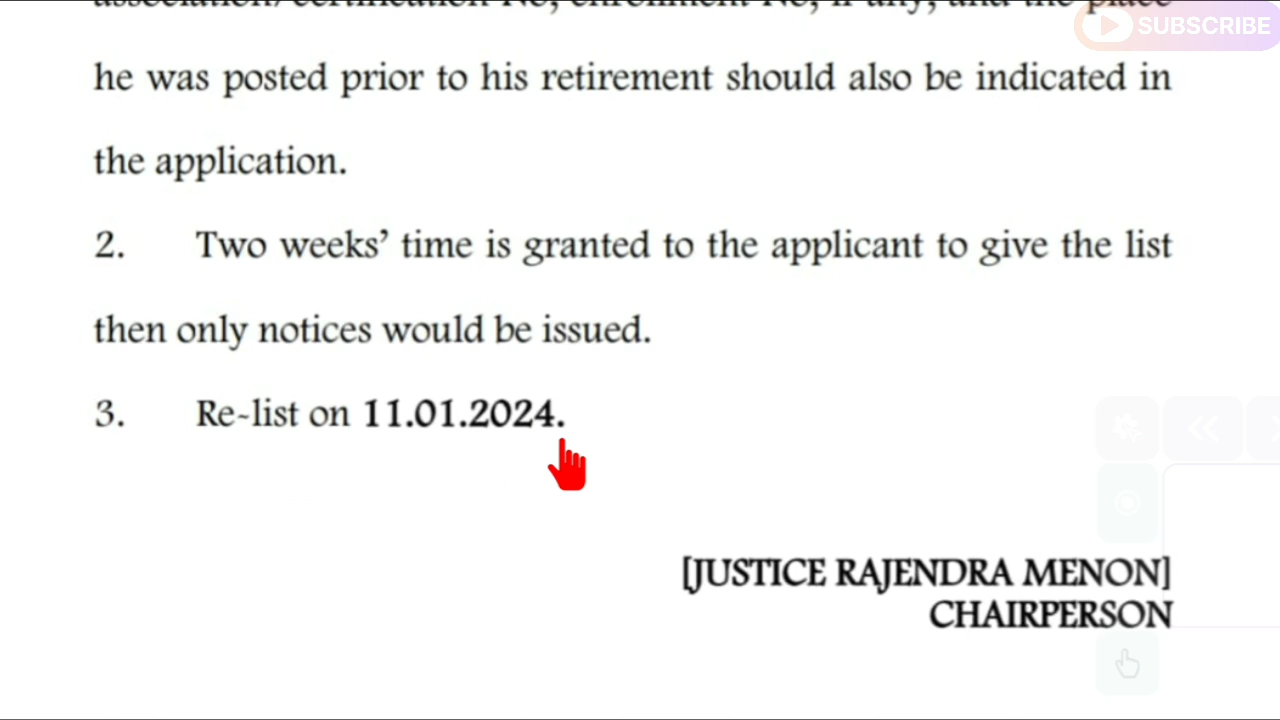 SUBSCRIBE
he was posted prior to his retirement should also be indicated in
the application.
2. Two weeks’ time is granted to the applicant to give the list
then only notices would be issued.
3. Re-list on 11.01.2024.
[JUSTICE RAJENDRA MENON]
CHAIRPERSON